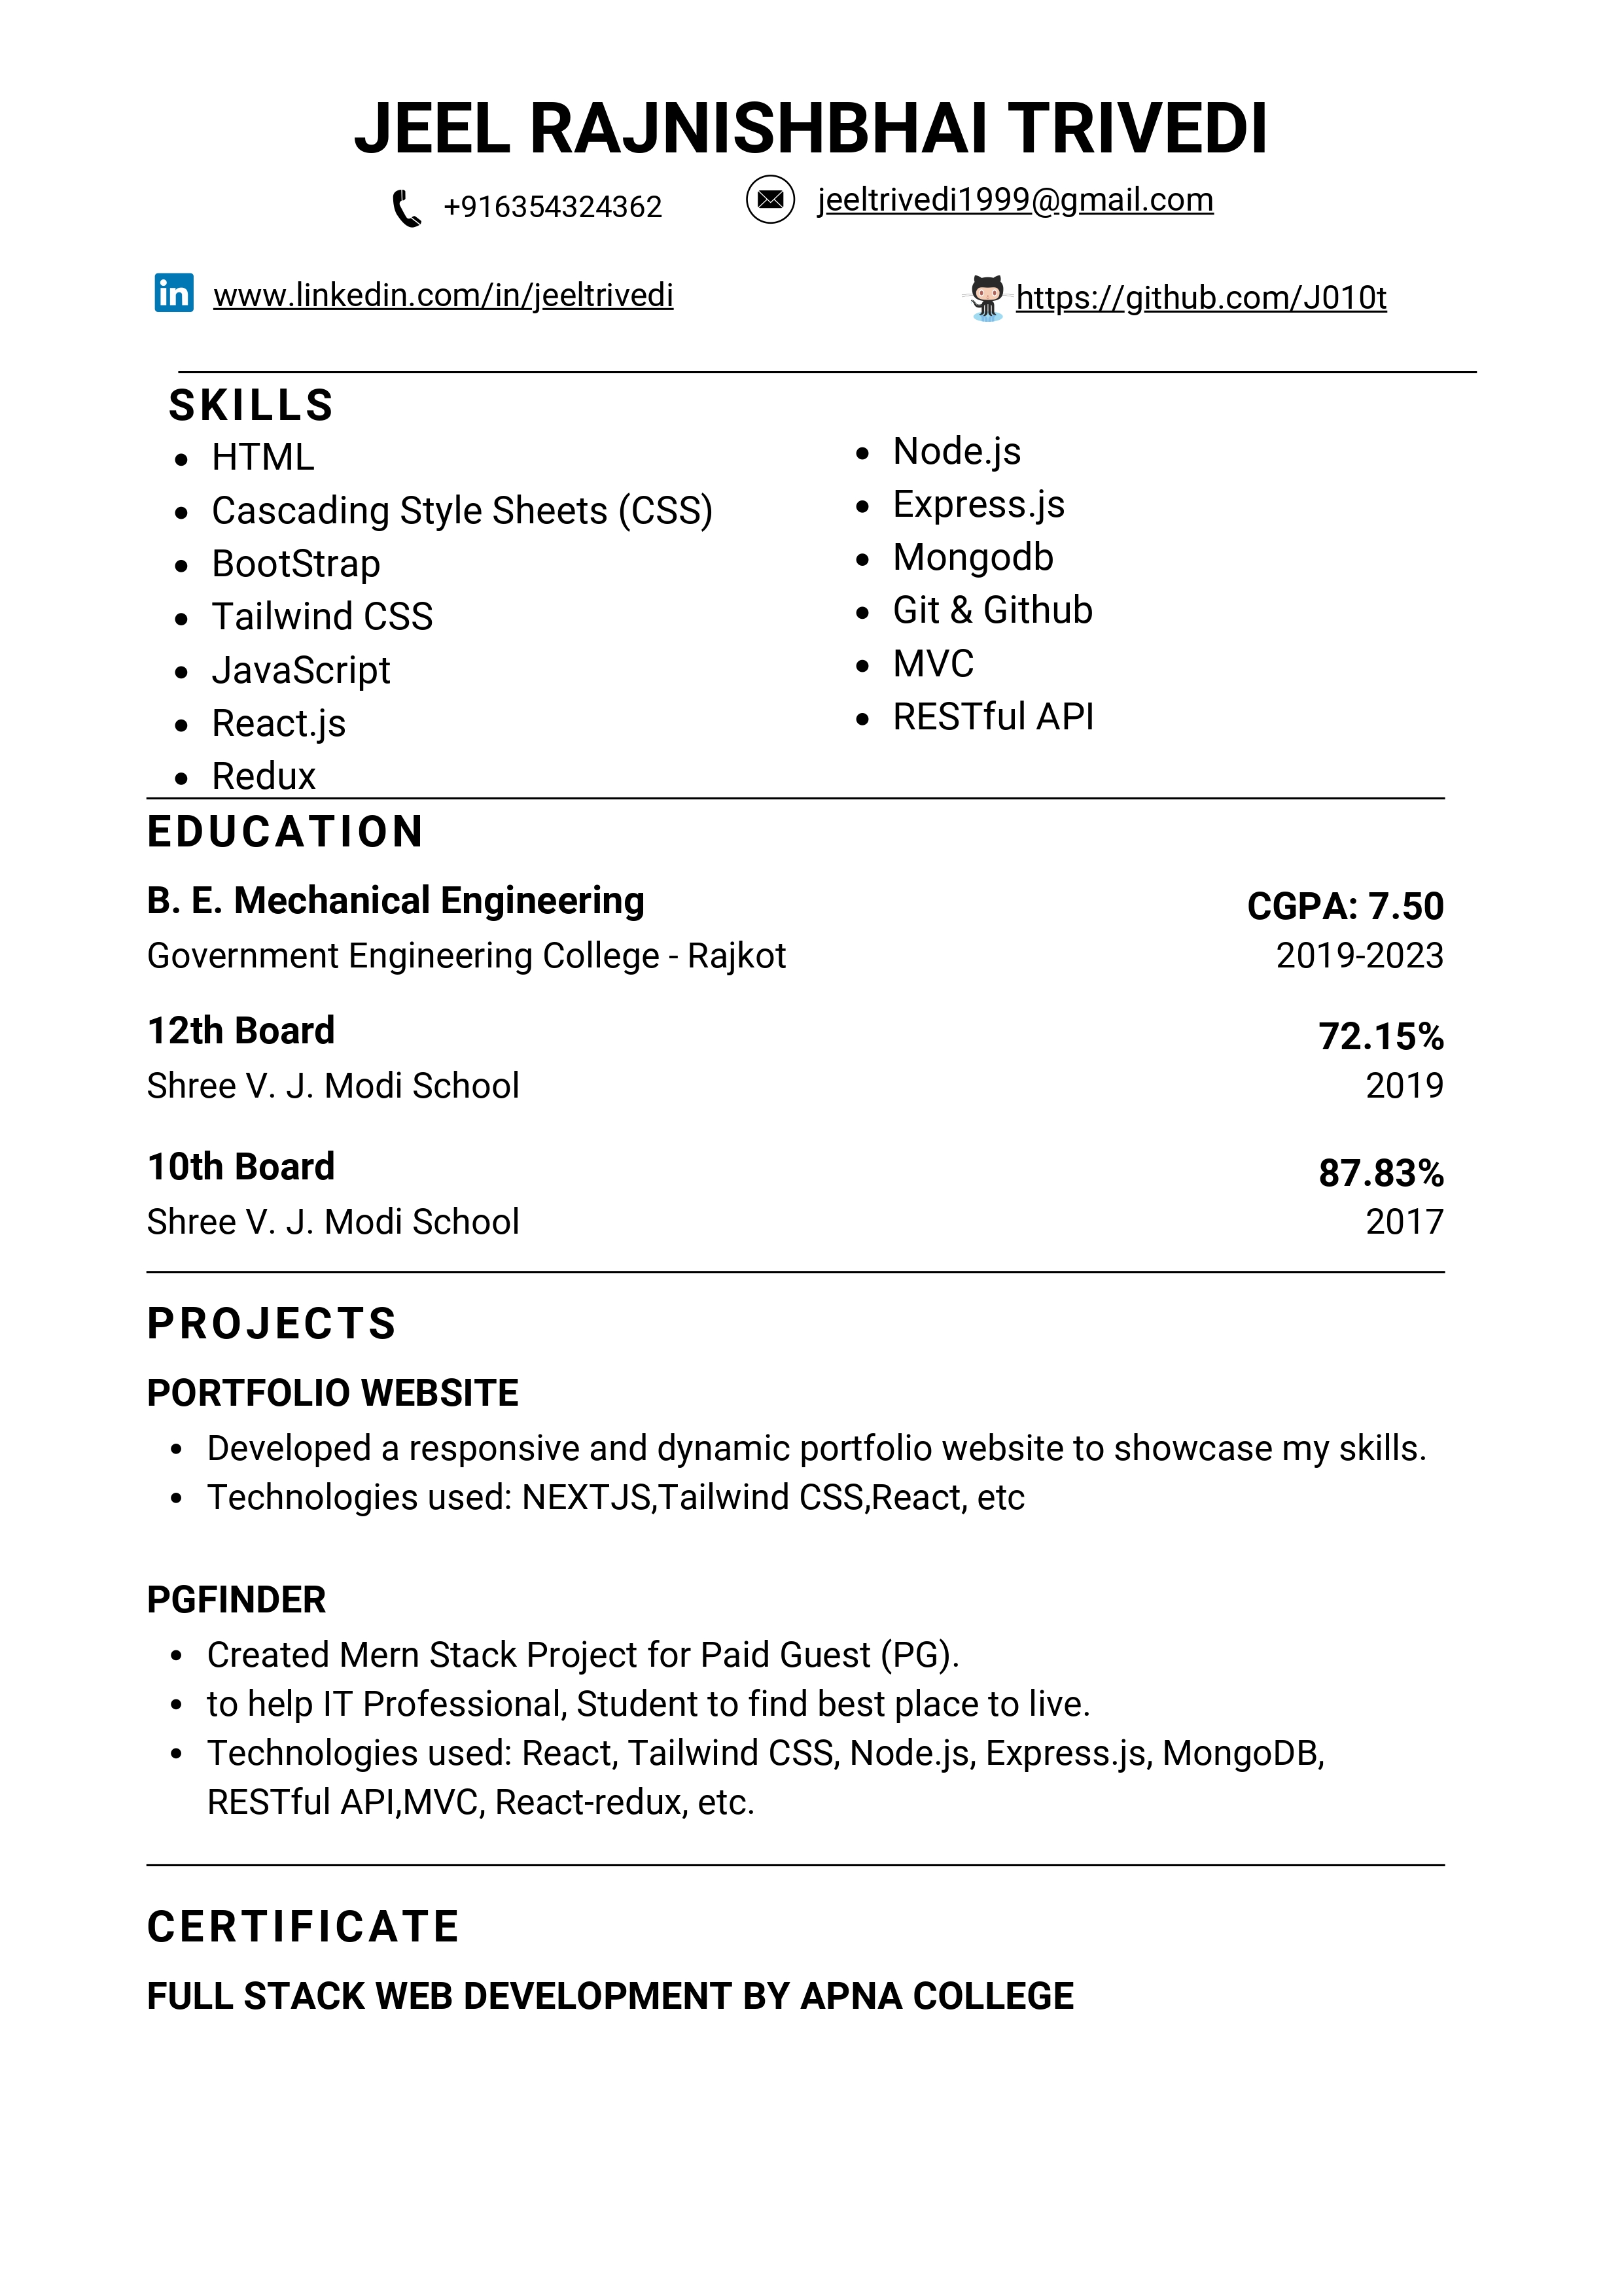 JEEL RAJNISHBHAI TRIVEDI
+916354324362
jeeltrivedi1999@gmail.com
in www.linkedin.com/in/jeeltrivedi
https://github.com/J010t
SKILLS
• HTML
• Cascading Style Sheets (CSS)
• BootStrap
• Tailwind CSS
• JavaScript
• React.js
• Redux
• Node.js
• Express.js
• Mongodb
• Git & Github
• MVC
• RESTful API
EDUCATION
B. E. Mechanical Engineering
CGPA: 7.50
Government Engineering College - Rajkot
2019-2023
12th Board
72.15%
Shree V. J. Modi School
2019
10th Board
87.83%
Shree V. J. Modi School
2017
PROJECTS
PORTFOLIO WEBSITE
• Developed a responsive and dynamic portfolio website to showcase my skills.
• Technologies used: NEXTJS,Tailwind CSS,React, etc
PGFINDER
• Created Mern Stack Project for Paid Guest (PG).
• to help IT Professional, Student to find best place to live.
• Technologies used: React, Tailwind CSS, Node.js, Express.js, MongoDB,
RESTful API,MVC, React-redux, etc.
CERTIFICATE
FULL STACK WEB DEVELOPMENT BY APNA COLLEGE